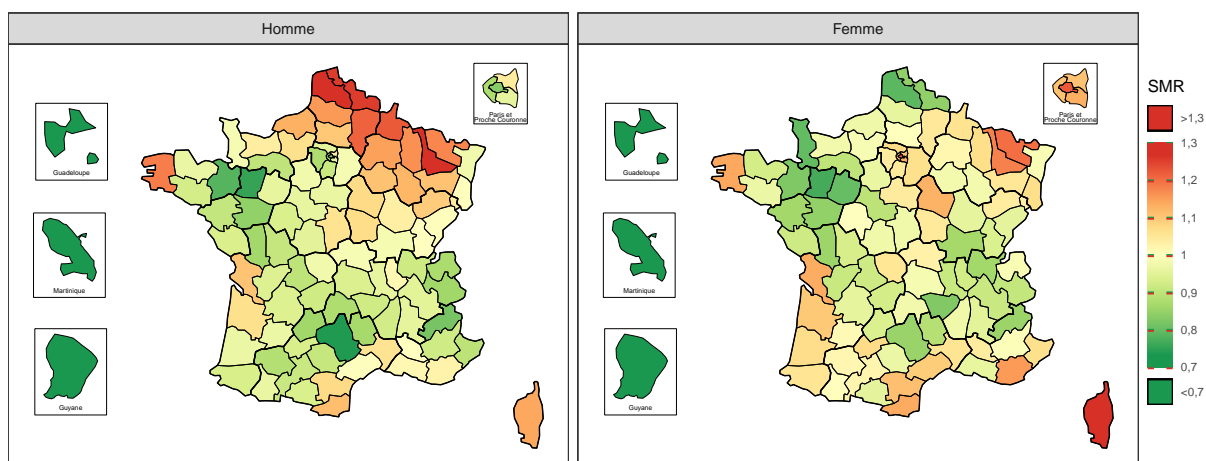 Homme
Femme
Paris et
Proche Couronne
Guadeloupe
Martinique
Guyane
Paris et
Proche Couronne
Guadeloupe
Martinique
Guyane
SMR
>1,3
1,3
1,2
1,1
1
0,9
0,8
0,7
<0,7